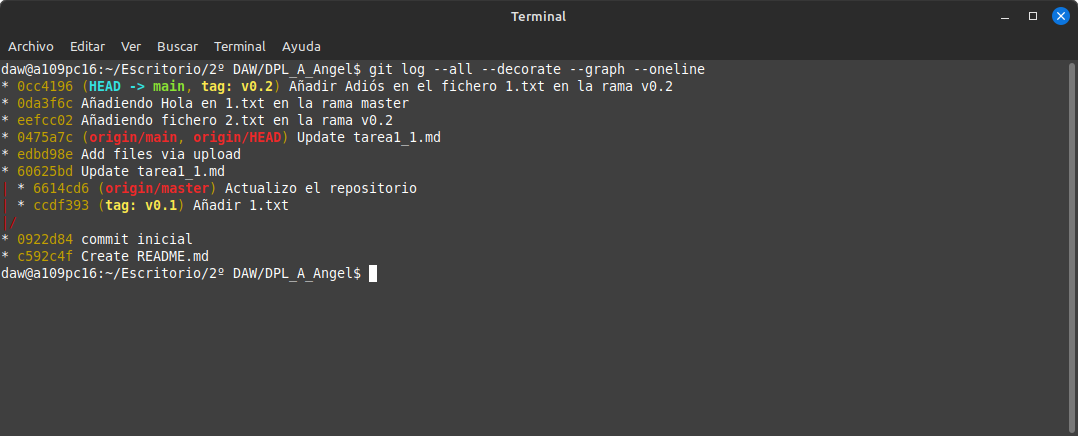 Terminal
Archivo Editar Ver Buscar Terminal Ayuda
daw@a109pc16:~/Escritorio/2º DAW/DPL_A_Angel$ git log --all --decorate --graph --oneline
* 0cc4196 (HEAD -> main, tag: v0.2) Añadir Adiós en el fichero 1.txt en la rama v0.2
* 0da3f6c Añadiendo Hola en 1.txt en la rama master
* eefcc02 Añadiendo fichero 2.txt en la rama v0.2
* 0475a7c (origin/main, origin/HEAD) Update tarea1_1.md
* edbd98e Add files via upload
* 60625bd Update tarea1_1.md
| * 6614cd6 (origin/master) Actualizo el repositorio
| * ccdf393 (tag: v0.1) Añadir 1.txt
|/
* 0922d84 commit inicial
* c592c4f Create README.md
daw@a109pc16:~/Escritorio/2º DAW/DPL_A_Angel$